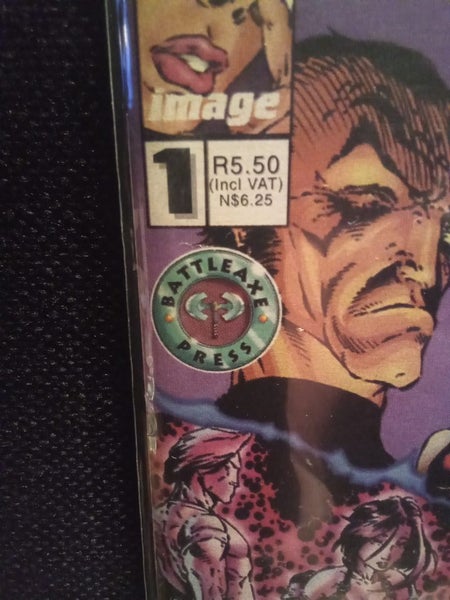 image
1
R5.50
(Incl VAT)
N$6.25
BATTLEAXE
PRESS